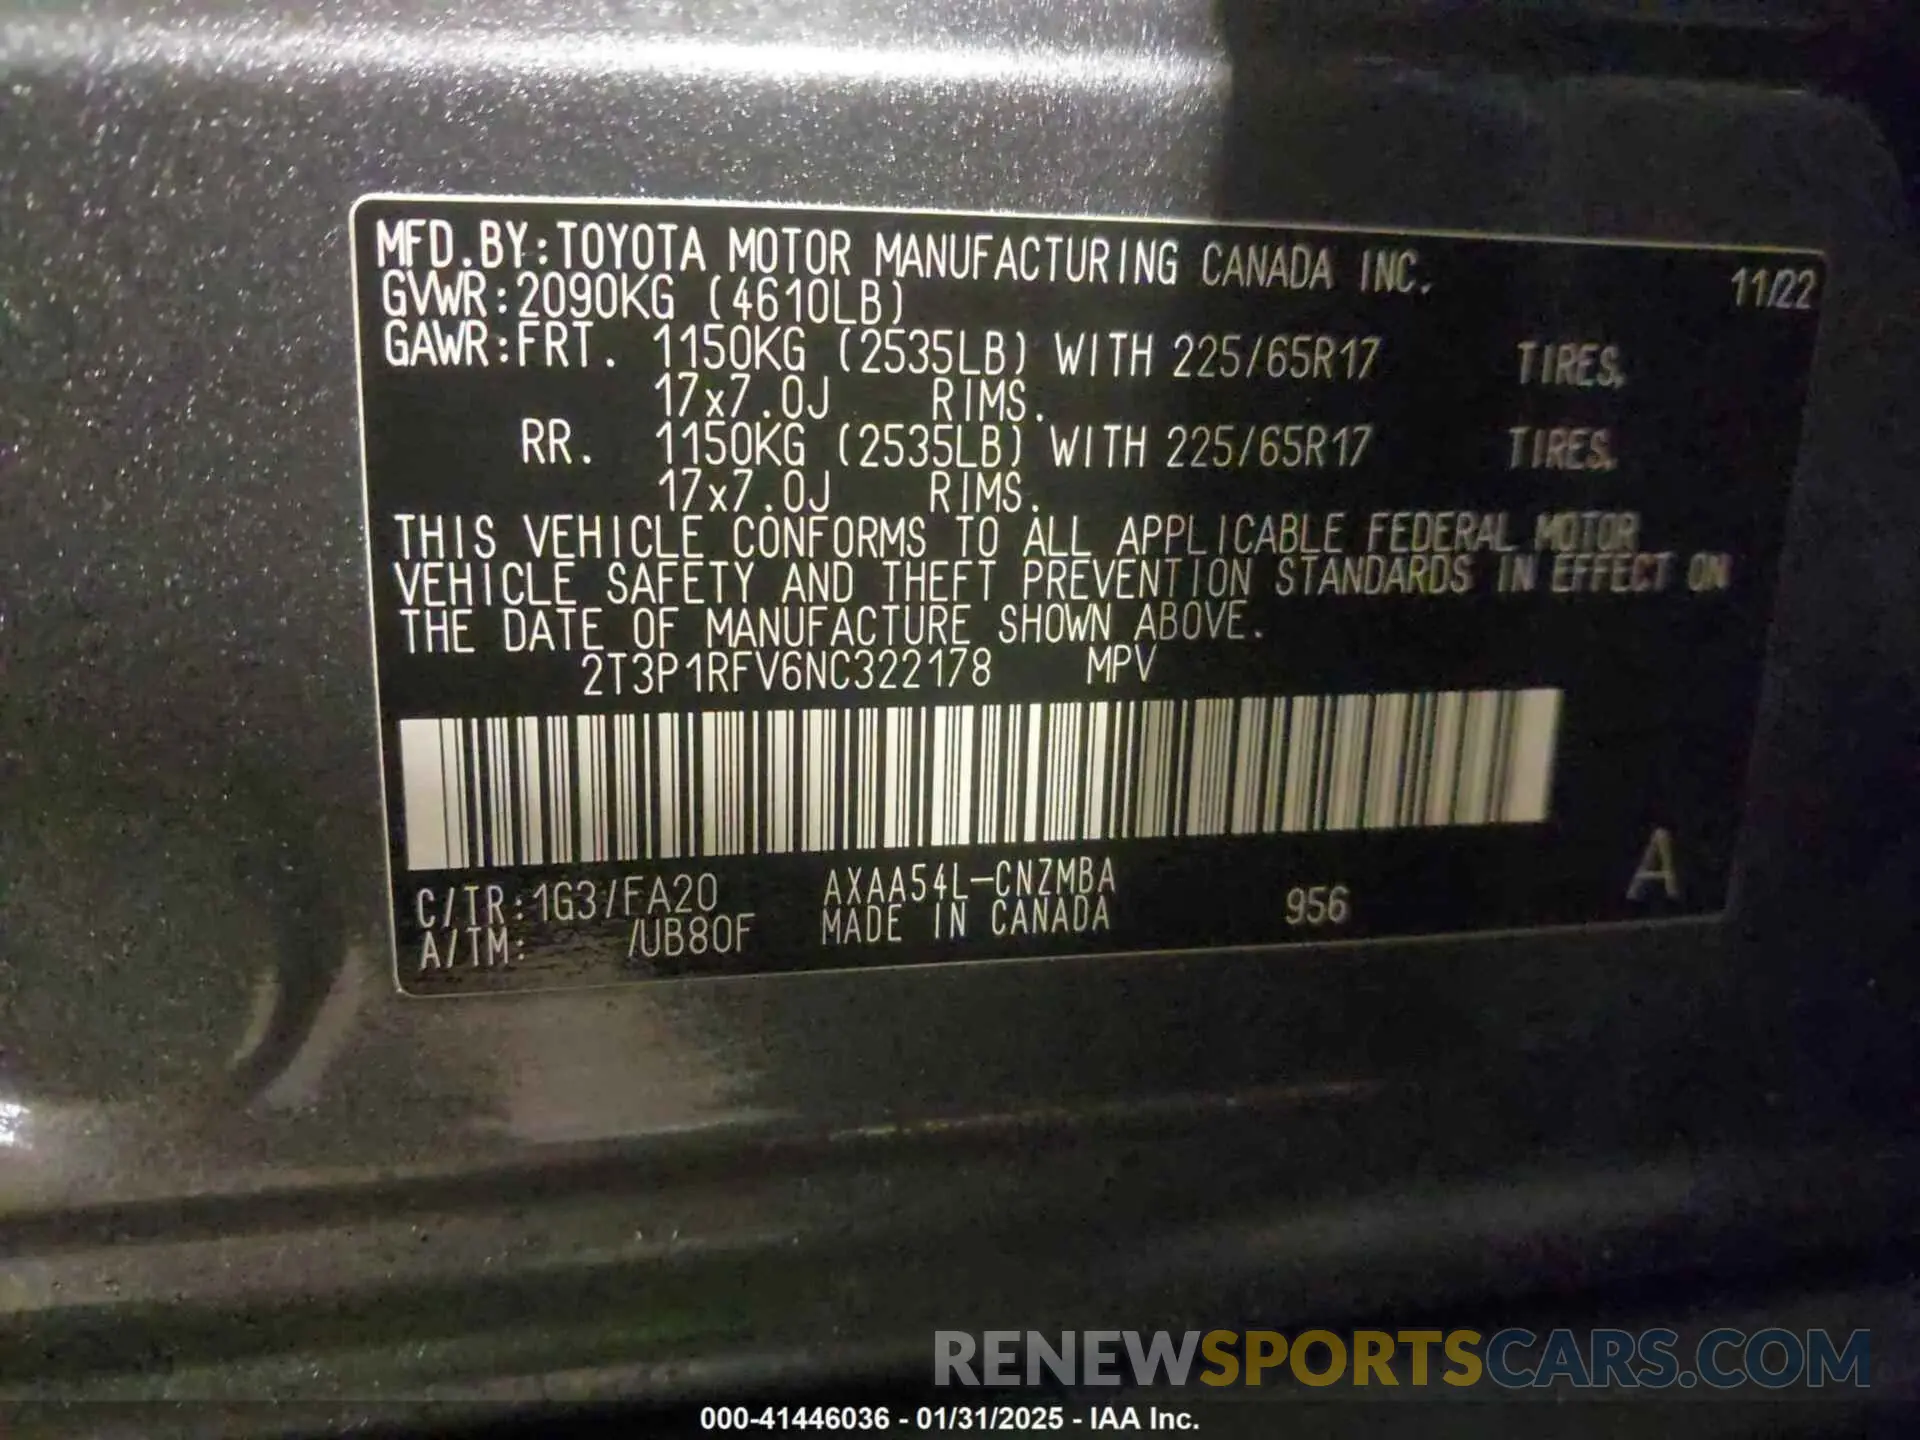 MFD.BY:TOYOTA MOTOR MANUFACTURING CANADA INC. 11/22
GVWR:2090KG (4610LB)
GAWR:FRT. 1150KG (2535LB) WITH 225/65R17 TIRES,
17x7.0J RIMS.
RR. 1150KG (2535LB) WITH 225/65R17 TIRES,
17x7.0J RIMS.
THIS VEHICLE CONFORMS TO ALL APPLICABLE FEDERAL MOTOR
VEHICLE SAFETY AND THEFT PREVENTION STANDARDS IN EFFECT ON
THE DATE OF MANUFACTURE SHOWN ABOVE.
2T3P1RFV6NC322178 MPV
C/TR:1G3/FA20 AXAA54L-CNZMBA
A/TM: /UB80F MADE IN CANADA 956 A
RENEWSPORTSCARS.COM
000-41446036 - 01/31/2025 - IAA Inc.